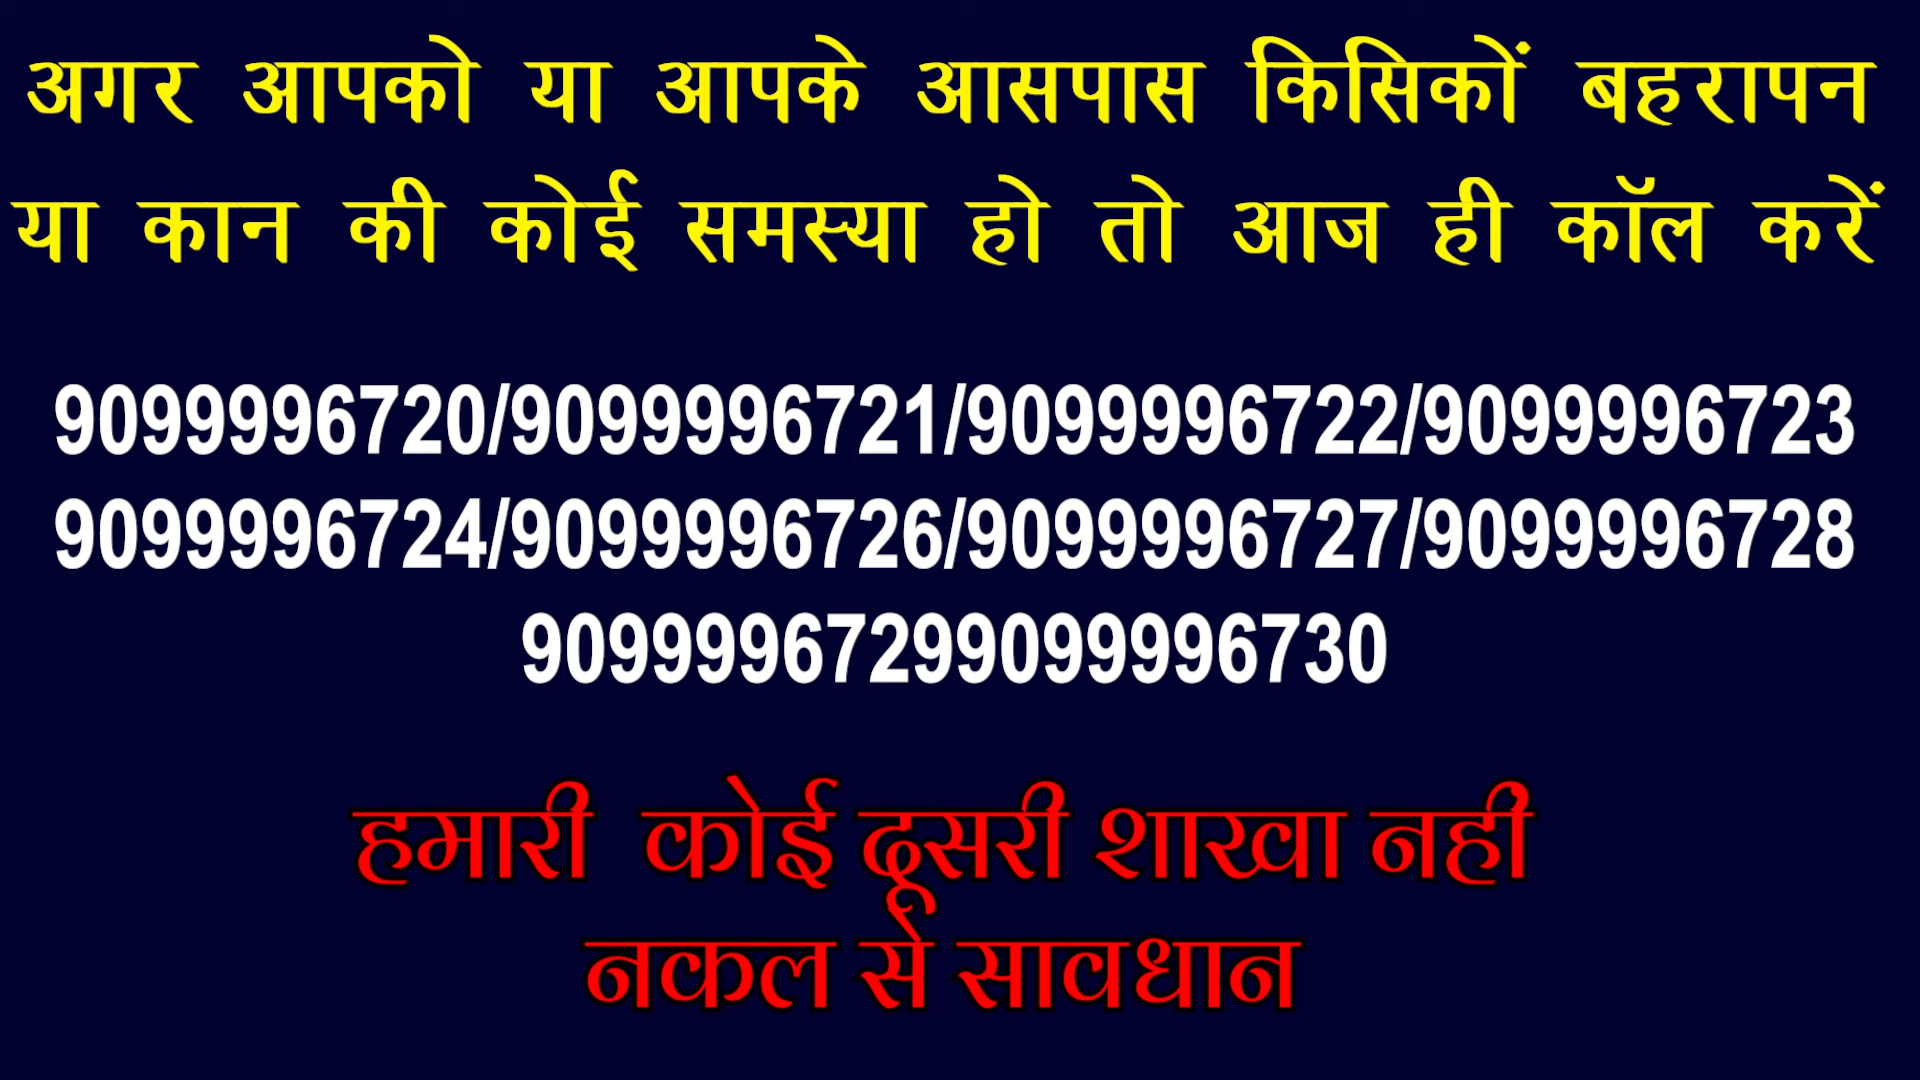 अगर आपको या आपके आसपास किसिकों बहरापन
या कान की कोई समस्या हो तो आज ही कॉल करें
9099996720/9099996721/9099996722/9099996723
9099996724/9099996726/9099996727/9099996728
90999967299099996730
हमारी कोई दूसरी शाखा नहीं
नकल से सावधान